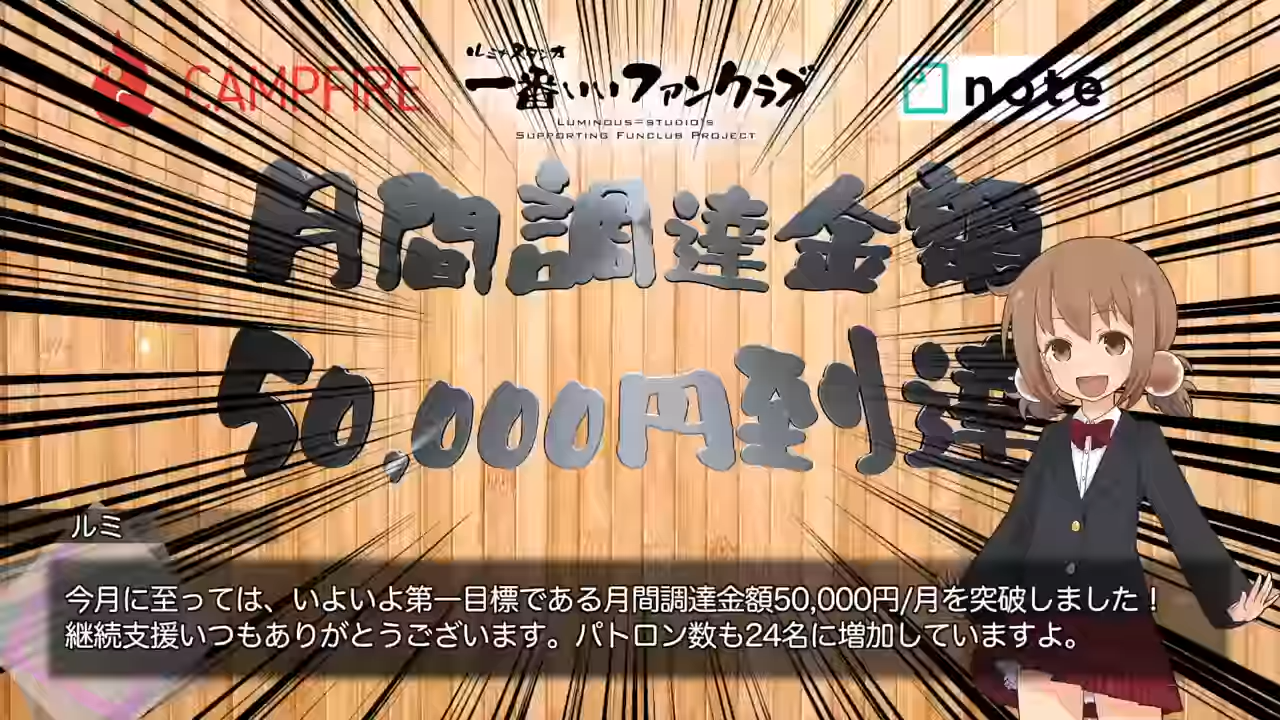 CAMPFIRE
ルミナスタジオ
一番いいファンクラブ
LUMINOUS=STUDIO'S
SUPPORTING FUNCLUB PROJECT
note
月間調達金額
50,000円到達
ルミ
今月に至っては、いよいよ第一目標である月間調達金額50,000円/月を突破しました！
継続支援いつもありがとうございます。パトロン数も24名に増加していますよ。